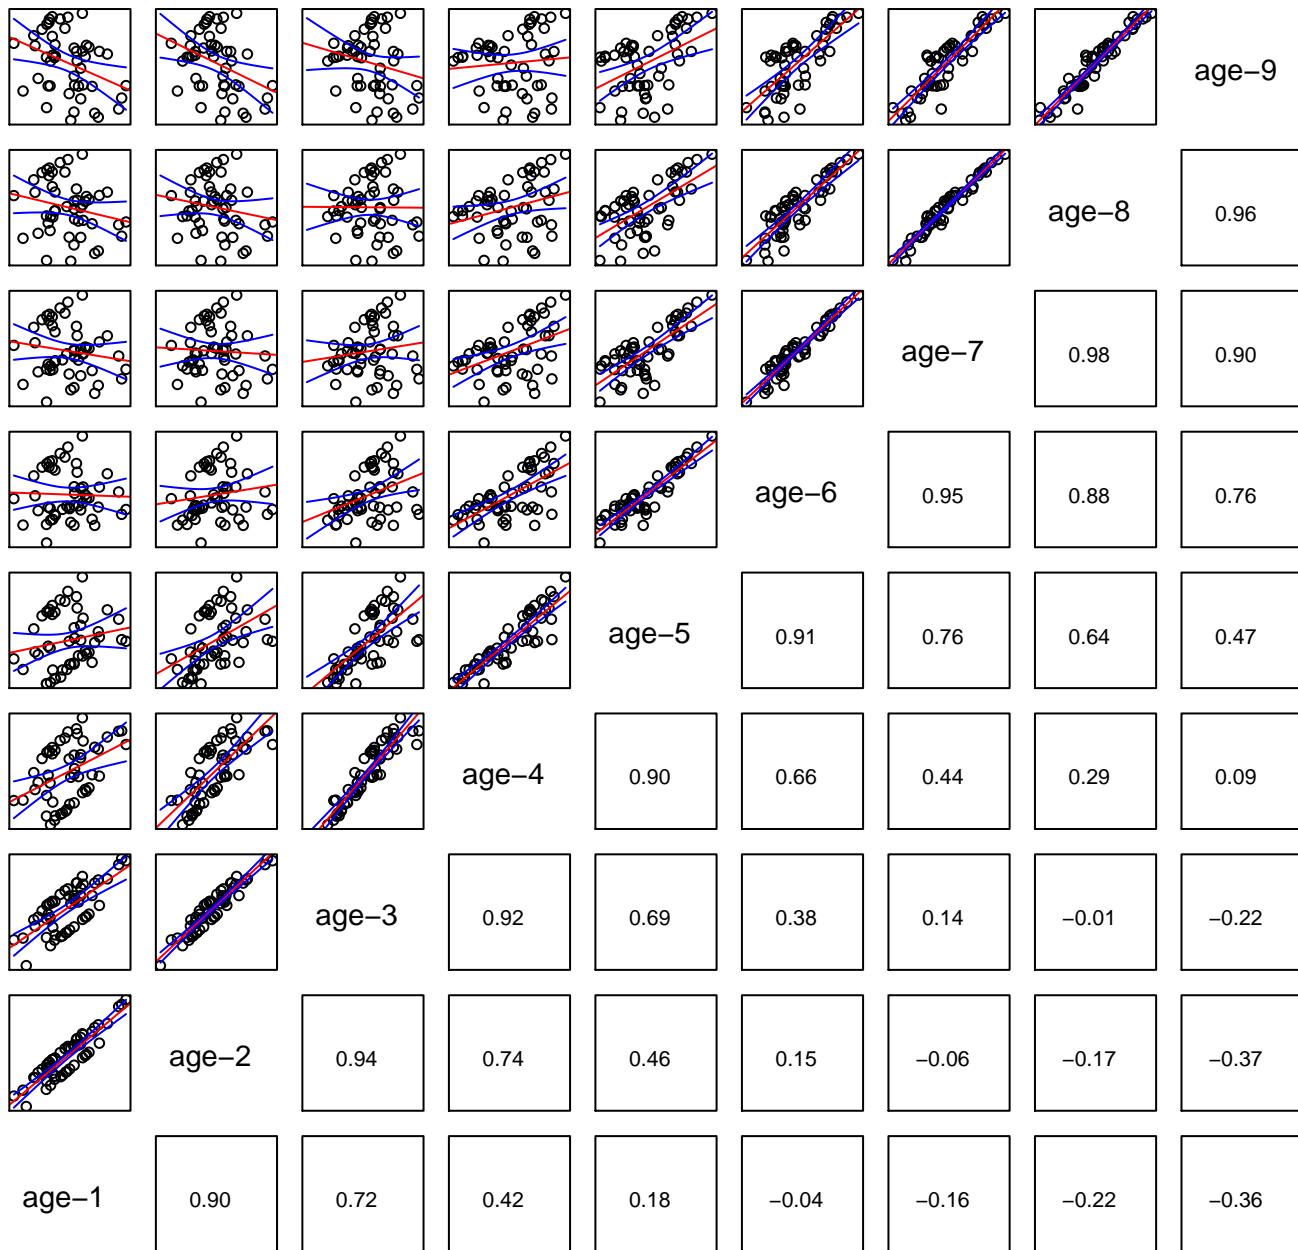 age−9
age−8 0.96
age−7 0.98 0.90
age−6 0.95 0.88 0.76
age−5 0.91 0.76 0.64 0.47
age−4 0.90 0.66 0.44 0.29 0.09
age−3 0.92 0.69 0.38 0.14 −0.01 −0.22
age−2 0.94 0.74 0.46 0.15 −0.06 −0.17 −0.37
age−1 0.90 0.72 0.42 0.18 −0.04 −0.16 −0.22 −0.36